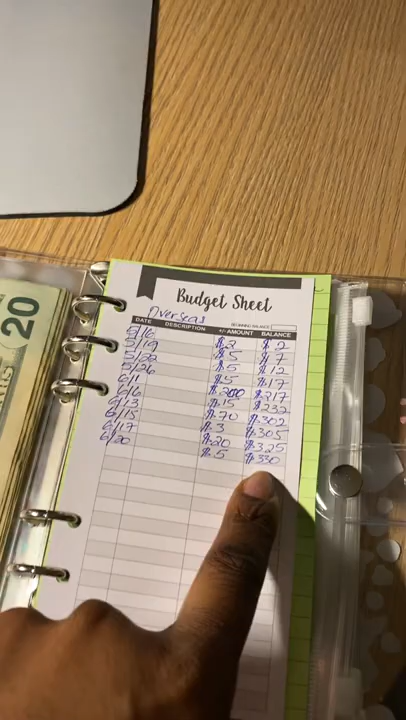 20
Budget Sheet
Overseas
BEGINNING BALANCE
DATE DESCRIPTION +/- AMOUNT BALANCE
5/16 $2 $2
5/19 $5 $7
5/22 $5 $12
5/26 $5 $17
6/1 $200 $217
6/6 $15 $232
6/13 $70 $302
6/15 $3 $305
6/17 $20 $325
6/20 $5 $330